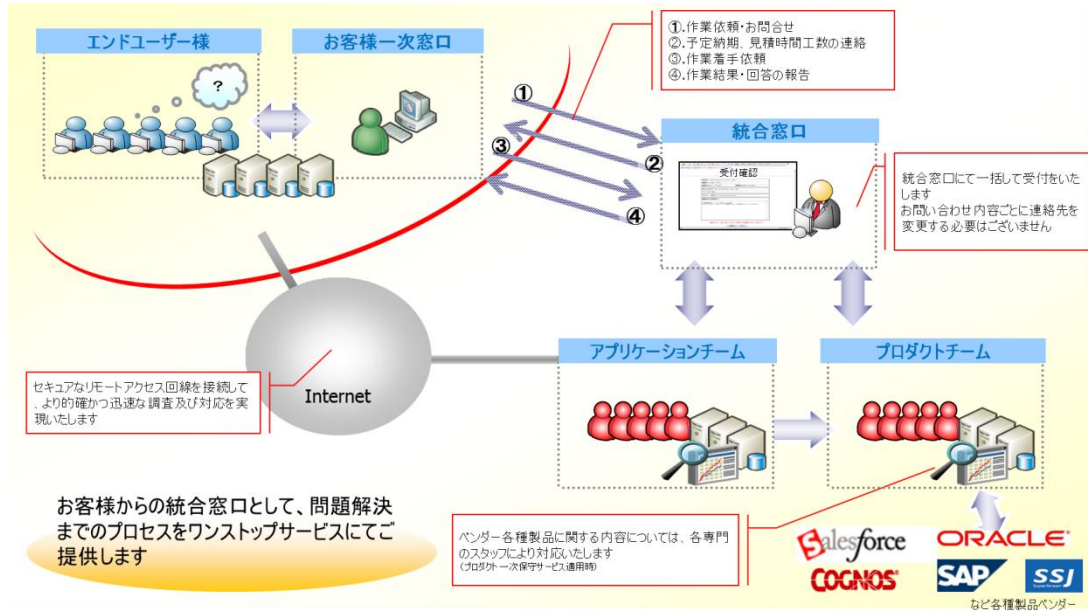 エンドユーザー様
お客様一次窓口
?
①.作業依頼・お問合せ
②.予定納期、見積時間工数の連絡
③.作業着手依頼
④.作業結果・回答の報告
①
②
③
④
統合窓口
受付確認
統合窓口にて一括して受付をいた
します
お問い合わせ内容ごとに連絡先を
変更する必要はございません
Internet
セキュアなリモートアクセス回線を接続して
、より的確かつ迅速な調査及び対応を実
現いたします
アプリケーションチーム
プロダクトチーム
お客様からの統合窓口として、問題解決
までのプロセスをワンストップサービスにてご
提供します
ベンダー各種製品に関する内容については、各専門
のスタッフにより対応いたします
(プロダクト一次保守サービス適用時)
Salesforce
ORACLE
COGNOS
SAP
SSJ
など各種製品ベンダー